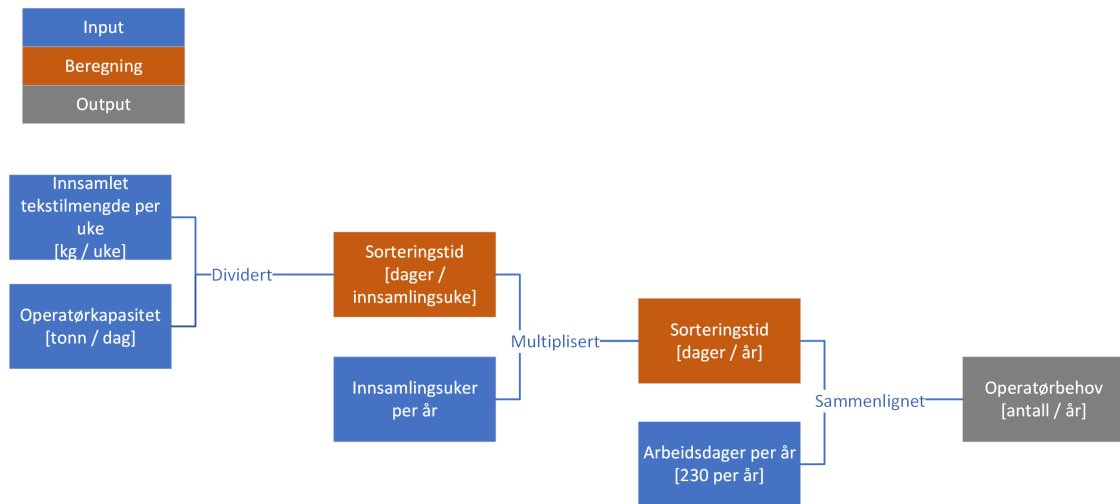 Input
Beregning
Output
Innsamlet
tekstilmengde per
uke
[kg / uke]
Operatørkapasitet
[tonn / dag]
Dividert
Sorteringstid
[dager /
innsamlingsuke]
Innsamlingsuker
per år
Multiplisert
Sorteringstid
[dager / år]
Arbeidsdager per år
[230 per år]
Sammenlignet
Operatørbehov
[antall / år]